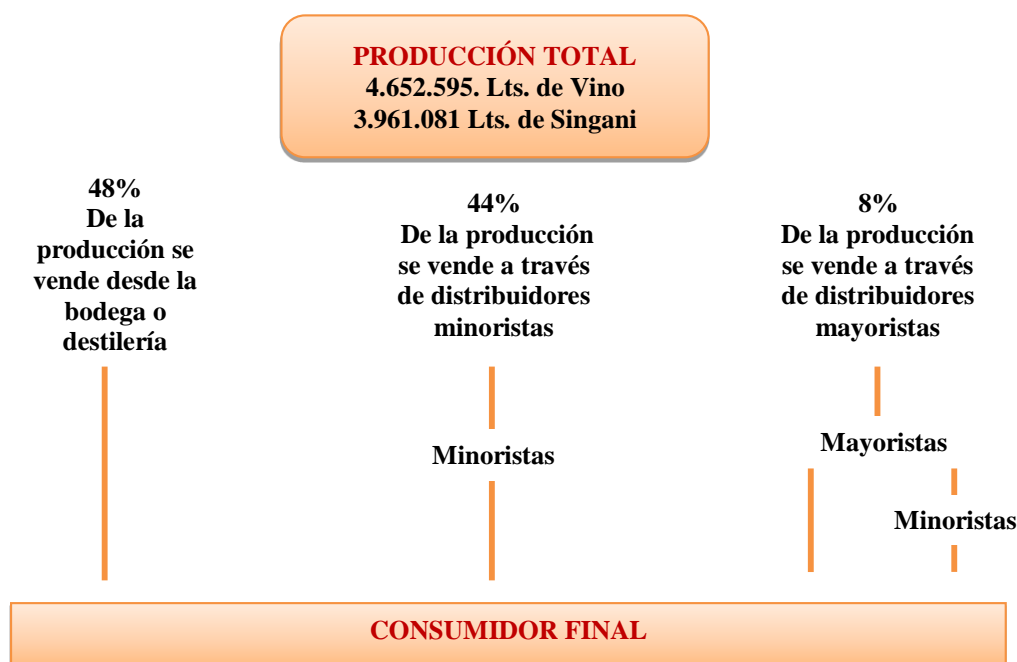 PRODUCCIÓN TOTAL
4.652.595. Lts. de Vino
3.961.081 Lts. de Singani
48%
De la
producción se
vende desde la
bodega o
destilería
44%
De la producción
se vende a través
de distribuidores
minoristas
8%
De la producción
se vende a través
de distribuidores
mayoristas
Minoristas
Mayoristas
Minoristas
CONSUMIDOR FINAL